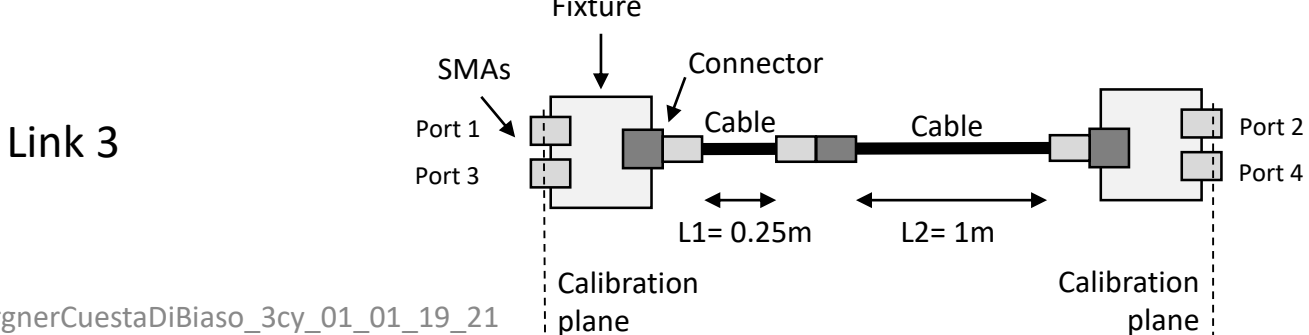 Fixture
SMAs
Connector
Link 3
Port 1
Cable
Cable
Port 2
Port 3
Port 4
L1= 0.25m
L2= 1m
Calibration
plane
Calibration
plane
gnerCuestaDiBiaso_3cy_01_01_19_21